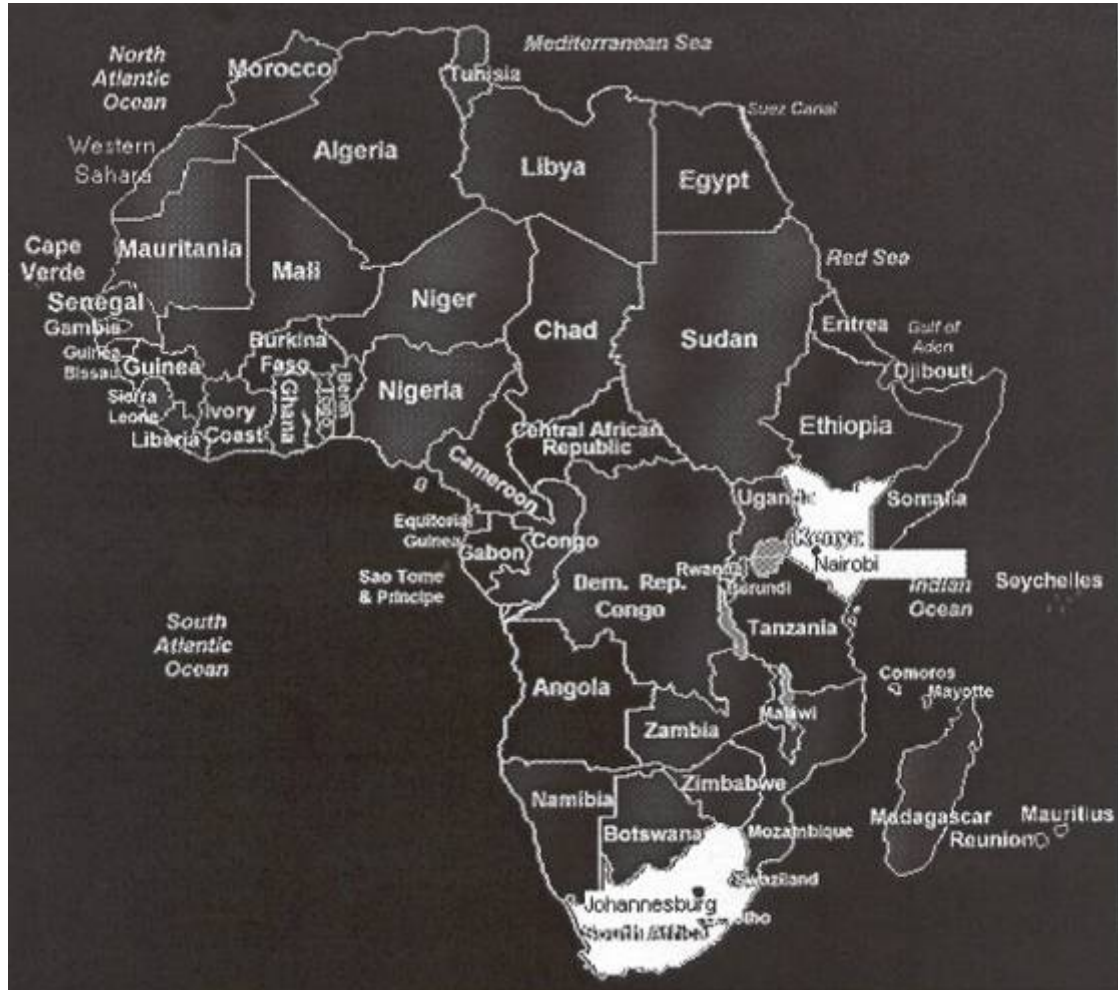 North
Atlantic
Ocean
Mediterranean Sea
Morocco
Tunisia
Suez Canal
Western
Sahara
Algeria
Libya
Egypt
Cape
Verde
Mauritania
Mali
Niger
Chad
Sudan
Red Sea
Senegal
Gambia
Eritrea
Gulf of
Aden
Guinea
Bissau
Guinea
Burkina
Faso
Nigeria
Djibouti
Sierra
Leone
Ivory
Coast
Ghana
Togo
Benin
Liberia
Ethiopia
Central African
Republic
Cameroon
Uganda
Somalia
Equitorial
Guinea
Gabon
Congo
Kenya
Nairobi
Rwanda
Burundi
Sao Tome
& Principe
Dem. Rep.
Congo
Indian
Ocean
Seychelles
South
Atlantic
Ocean
Tanzania
Angola
Comoros
Mayotte
Zambia
Malawi
Namibia
Zimbabwe
Botswana
Mozambique
Madagascar
Mauritius
Reunion
Swaziland
Johannesburg